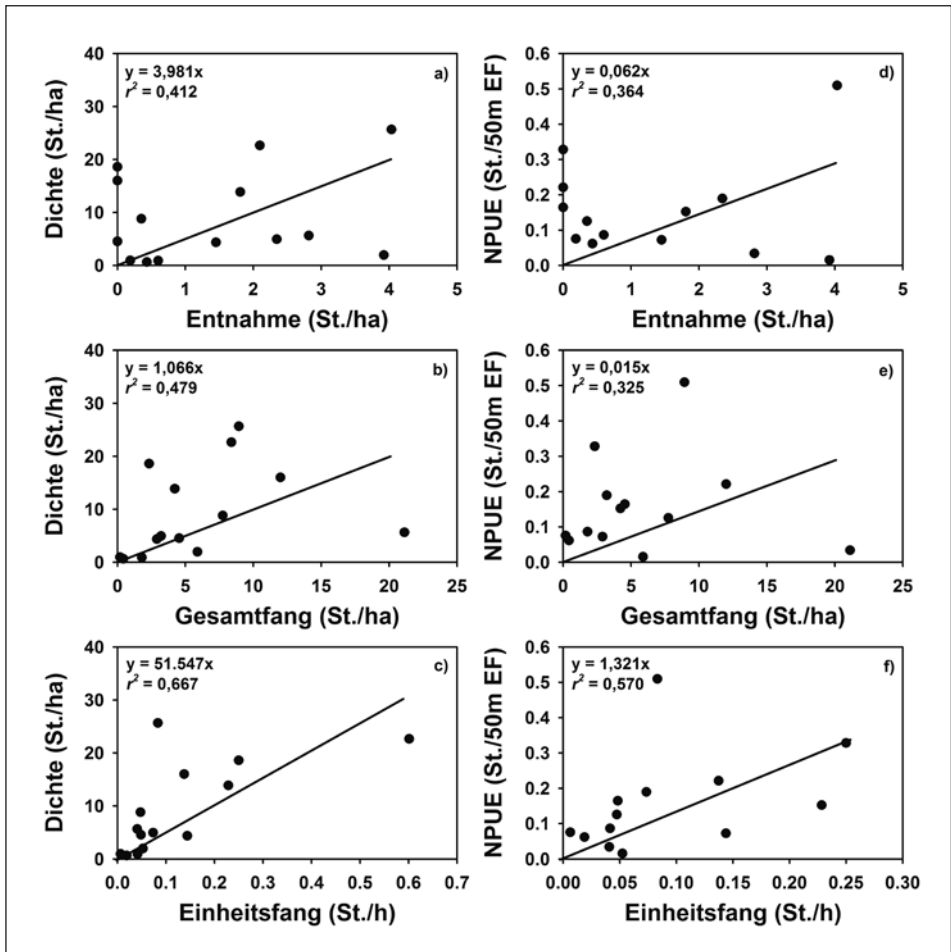 y = 3,981x
r² = 0,412
a)
Dichte (St./ha)
40
30
20
10
0
0 1 2 3 4 5
Entnahme (St./ha)
y = 0,062x
r² = 0,364
d)
NPUE (St./50m EF)
0.6
0.5
0.4
0.3
0.2
0.1
0.0
0 1 2 3 4 5
Entnahme (St./ha)
y = 1,066x
r² = 0,479
b)
Dichte (St./ha)
40
30
20
10
0
0 5 10 15 20 25
Gesamtfang (St./ha)
y = 0,015x
r² = 0,325
e)
NPUE (St./50m EF)
0.6
0.5
0.4
0.3
0.2
0.1
0.0
0 5 10 15 20 25
Gesamtfang (St./ha)
y = 51.547x
r² = 0,667
c)
Dichte (St./ha)
40
30
20
10
0
0.0 0.1 0.2 0.3 0.4 0.5 0.6 0.7
Einheitsfang (St./h)
y = 1,321x
r² = 0,570
f)
NPUE (St./50m EF)
0.6
0.5
0.4
0.3
0.2
0.1
0.0
0.00 0.05 0.10 0.15 0.20 0.25 0.30
Einheitsfang (St./h)